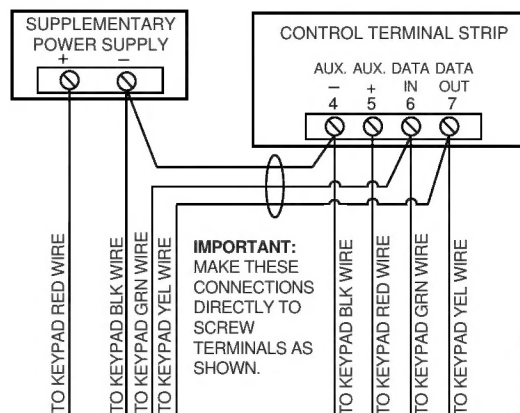 SUPPLEMENTARY
POWER SUPPLY
+ –
CONTROL TERMINAL STRIP
AUX. AUX. DATA DATA
– + IN OUT
4 5 6 7
IMPORTANT:
MAKE THESE
CONNECTIONS
DIRECTLY TO
SCREW
TERMINALS AS
SHOWN.
TO KEYPAD RED WIRE
TO KEYPAD BLK WIRE
TO KEYPAD GRN WIRE
TO KEYPAD YEL WIRE
TO KEYPAD BLK WIRE
TO KEYPAD RED WIRE
TO KEYPAD GRN WIRE
TO KEYPAD YEL WIRE